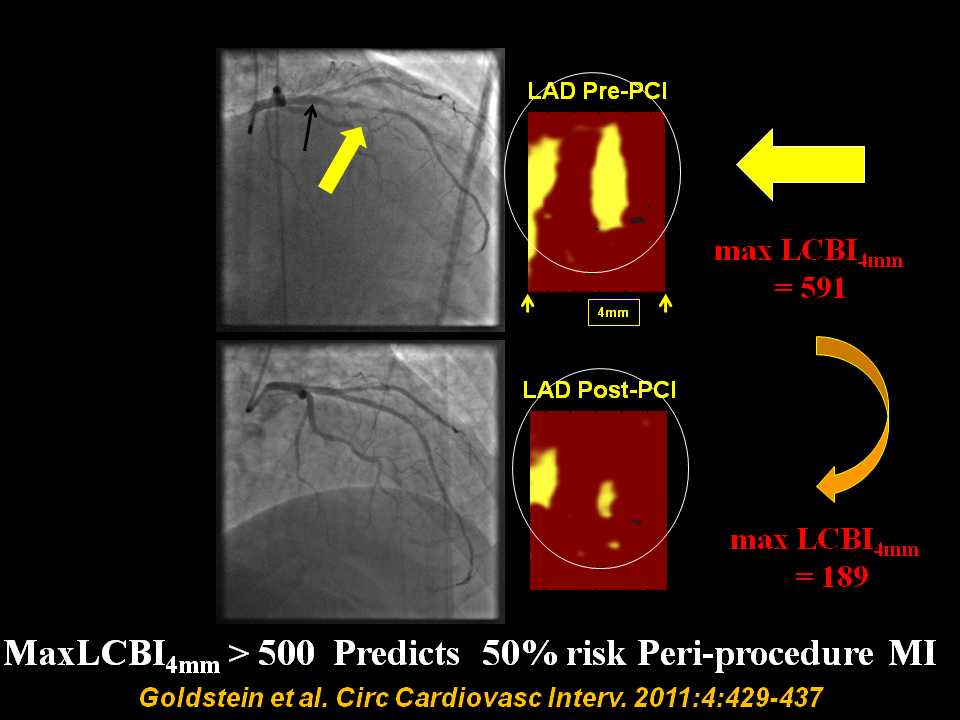 LAD Pre-PCI
max LCBI4mm
= 591
4mm
LAD Post-PCI
max LCBI4mm
= 189
MaxLCBI4mm > 500 Predicts 50% risk Peri-procedure MI
Goldstein et al. Circ Cardiovasc Interv. 2011:4:429-437